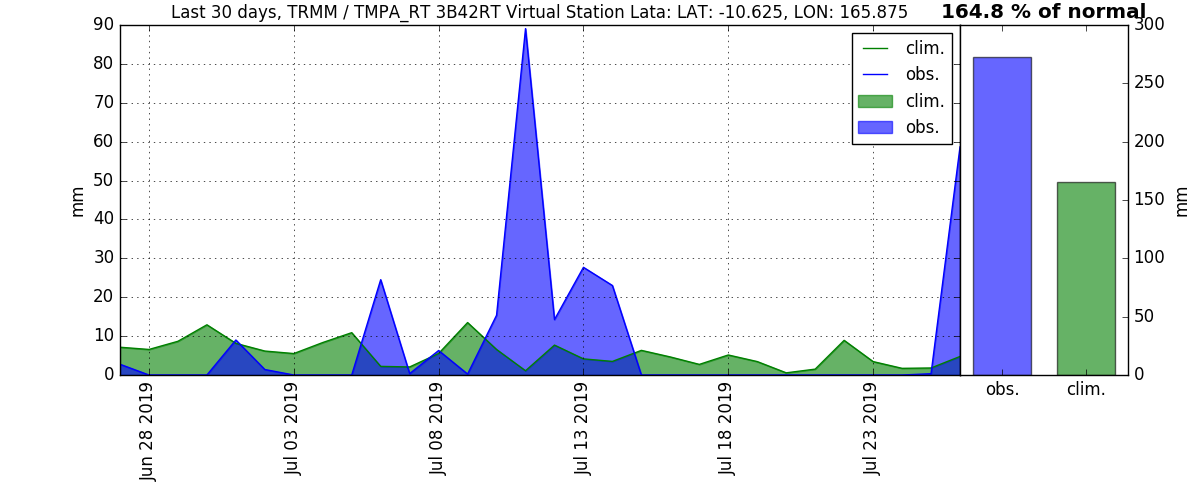 Last 30 days, TRMM / TMPA_RT 3B42RT Virtual Station Lata: LAT: -10.625, LON: 165.875
164.8 % of normal
90
80
70
60
50
40
30
20
10
0
mm
clim.
obs.
clim.
obs.
Jun 28 2019
Jul 03 2019
Jul 08 2019
Jul 13 2019
Jul 18 2019
Jul 23 2019
300
250
200
150
100
50
0
mm
obs.
clim.